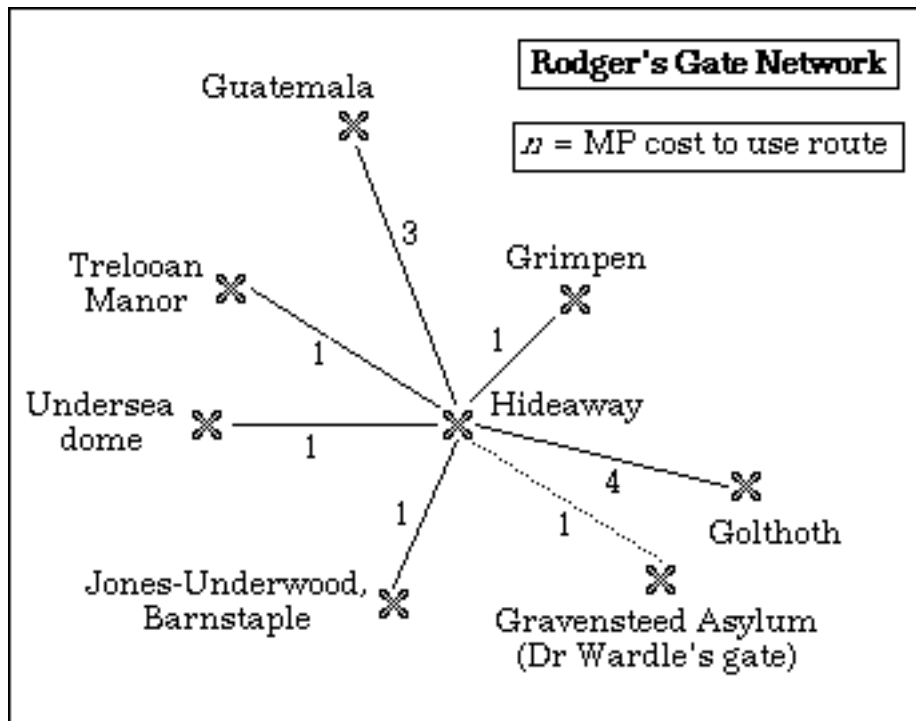 Rodger's Gate Network
n = MP cost to use route
Guatemala
3
Grimpen
1
Trelooan
Manor
1
Undersea
dome
1
Hideaway
4
Golthoth
1
Jones-Underwood,
Barnstaple
1
Gravensteed Asylum
(Dr Wardle's gate)